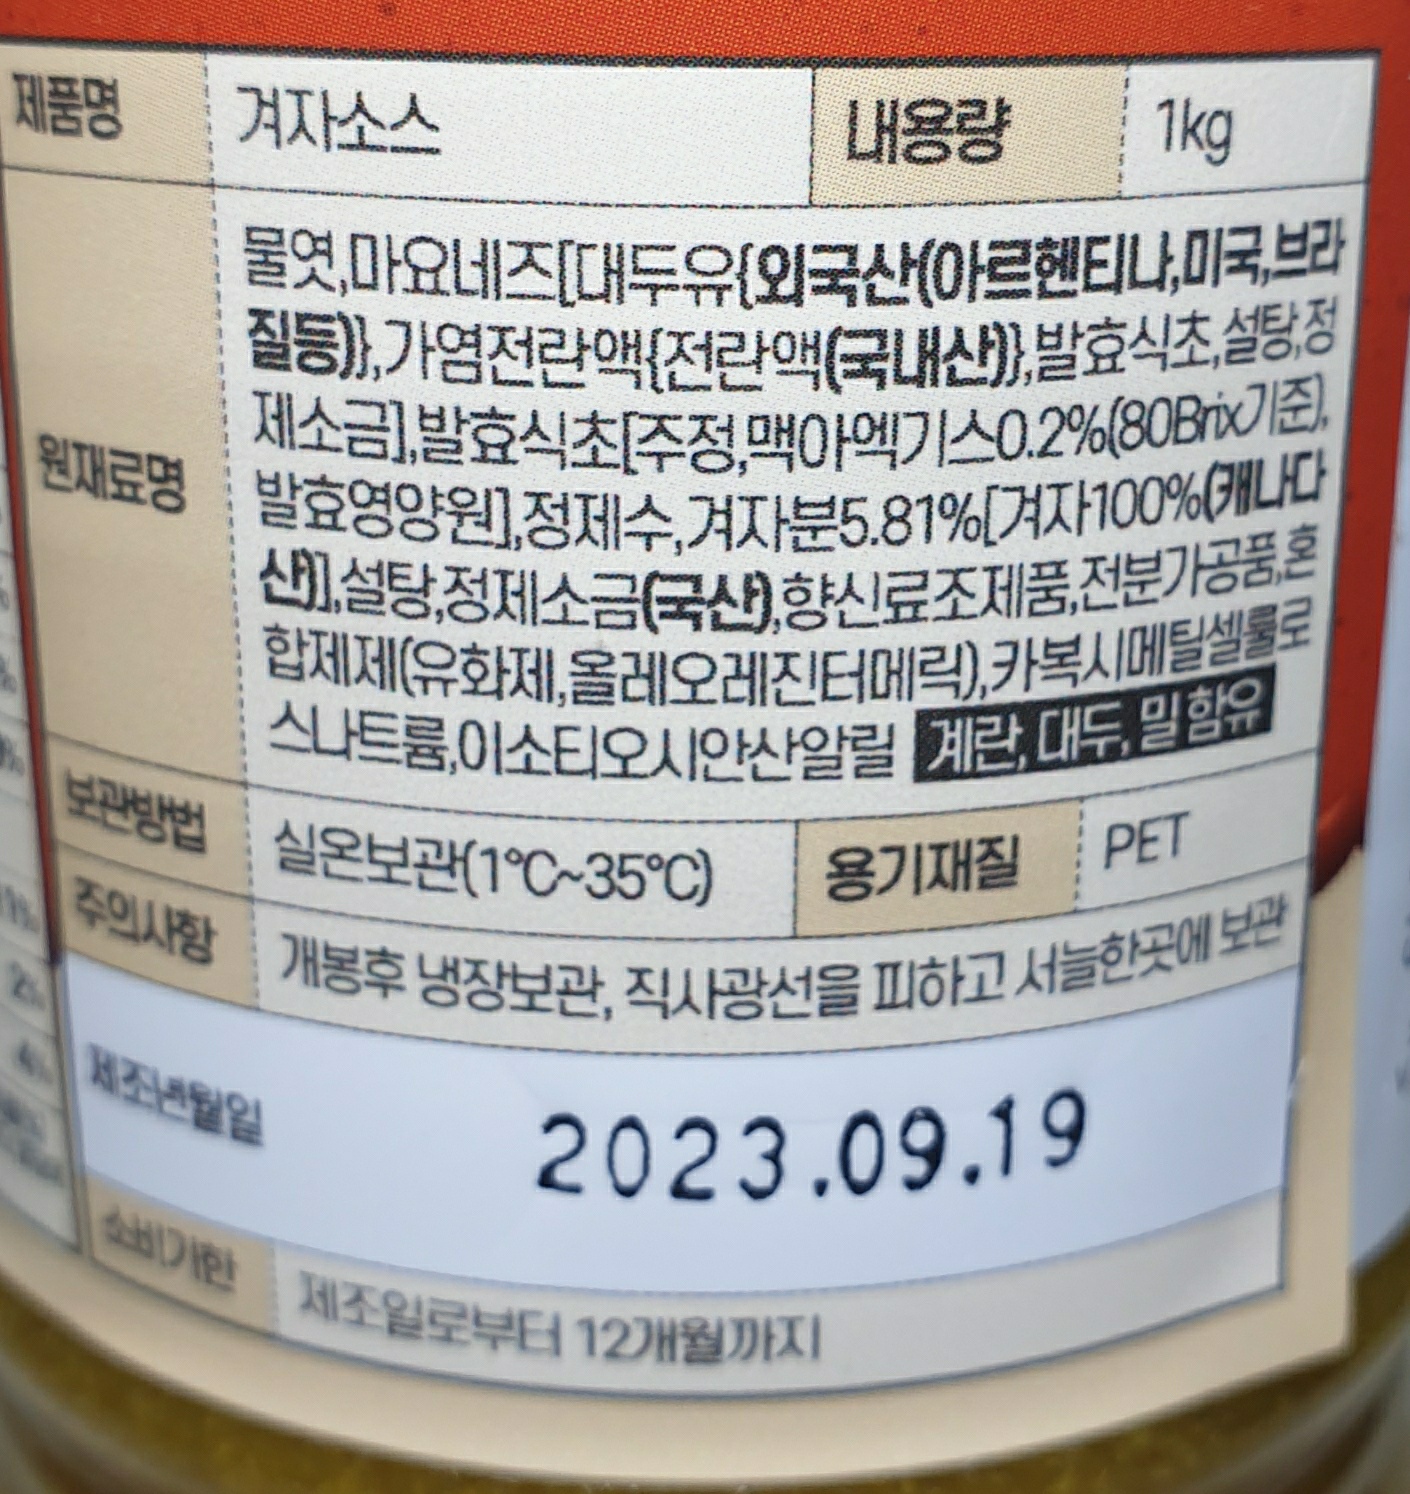 제품명 겨자소스 내용량 1kg
원재료명
물엿,마요네즈[대두유{외국산(아르헨티나,미국,브라
질등)},가염전란액{전란액(국내산)},발효식초,설탕,정
제소금],발효식초[주정,맥아엑기스0.2%(80Brix기준),
발효영양원],정제수,겨자분5.81%[겨자100%(캐나다
산)],설탕,정제소금(국산),향신료조제품,전분가공품,혼
합제제(유화제,올레오레진터메릭),카복시메틸셀룰로
스나트륨,이소티오시안산알릴 계란, 대두, 밀 함유
보관방법 실온보관(1℃~35℃) 용기재질 PET
주의사항 개봉후 냉장보관, 직사광선을 피하고 서늘한곳에 보관
제조년월일 2023.09.19
소비기한 제조일로부터 12개월까지